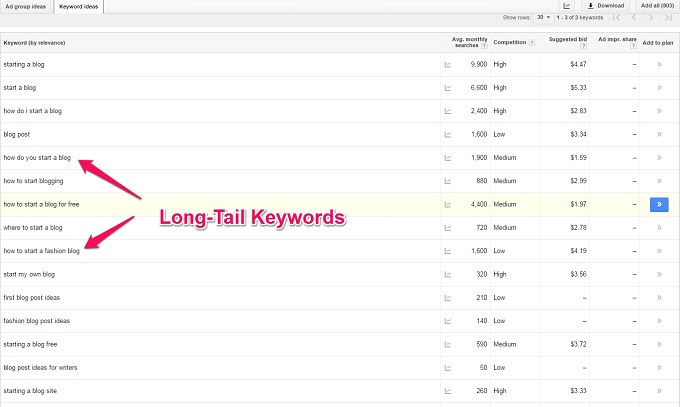 Ad group ideas Keyword ideas Download Add all (803)
Show rows: 30 1 - 3 of 3 keywords
Keyword (by relevance) Avg. monthly searches ? Competition ? Suggested bid ? Ad impr. share ? Add to plan
starting a blog 9,900 High $4.47 – »
start a blog 6,600 High $5.33 – »
how do i start a blog 2,400 High $2.83 – »
blog post 1,600 Low $3.34 – »
how do you start a blog 1,900 Medium $1.59 – »
how to start blogging 880 Medium $2.99 – »
how to start a blog for free 4,400 Medium $1.97 – »
Long-Tail Keywords
where to start a blog 720 Medium $2.78 – »
how to start a fashion blog 1,600 Low $4.19 – »
start my own blog 320 High $3.56 – »
first blog post ideas 210 Low – – »
fashion blog post ideas 140 Low – – »
starting a blog free 590 Medium $3.72 – »
blog post ideas for writers 50 Low – – »
starting a blog site 260 High $3.33 – »